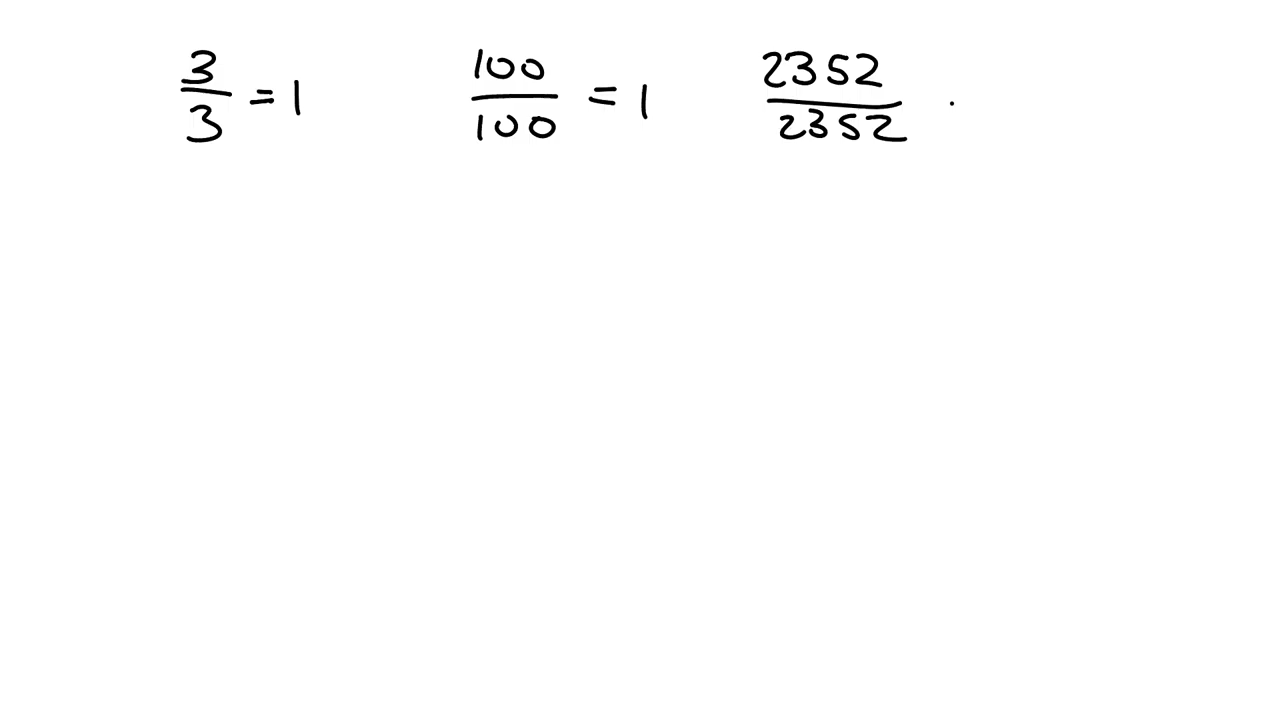 3/3 = 1 100/100 = 1 2352/2352